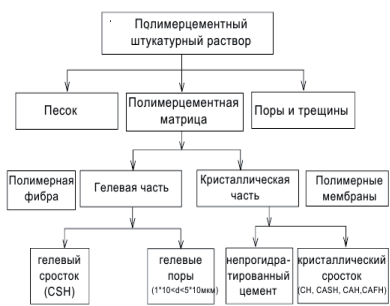 Полимерцементный
штукатурный раствор
Песок
Полимерцементная
матрица
Поры и трещины
Полимерная
фибра
Гелевая часть
Кристаллическая
часть
Полимерные
мембраны
гелевый
сросток
(CSH)
гелевые
поры
(1*10<d<5*10мкм)
непрогидра-
тированный
цемент
кристаллический
сросток
(CH, CASH, CAH,CAFH)